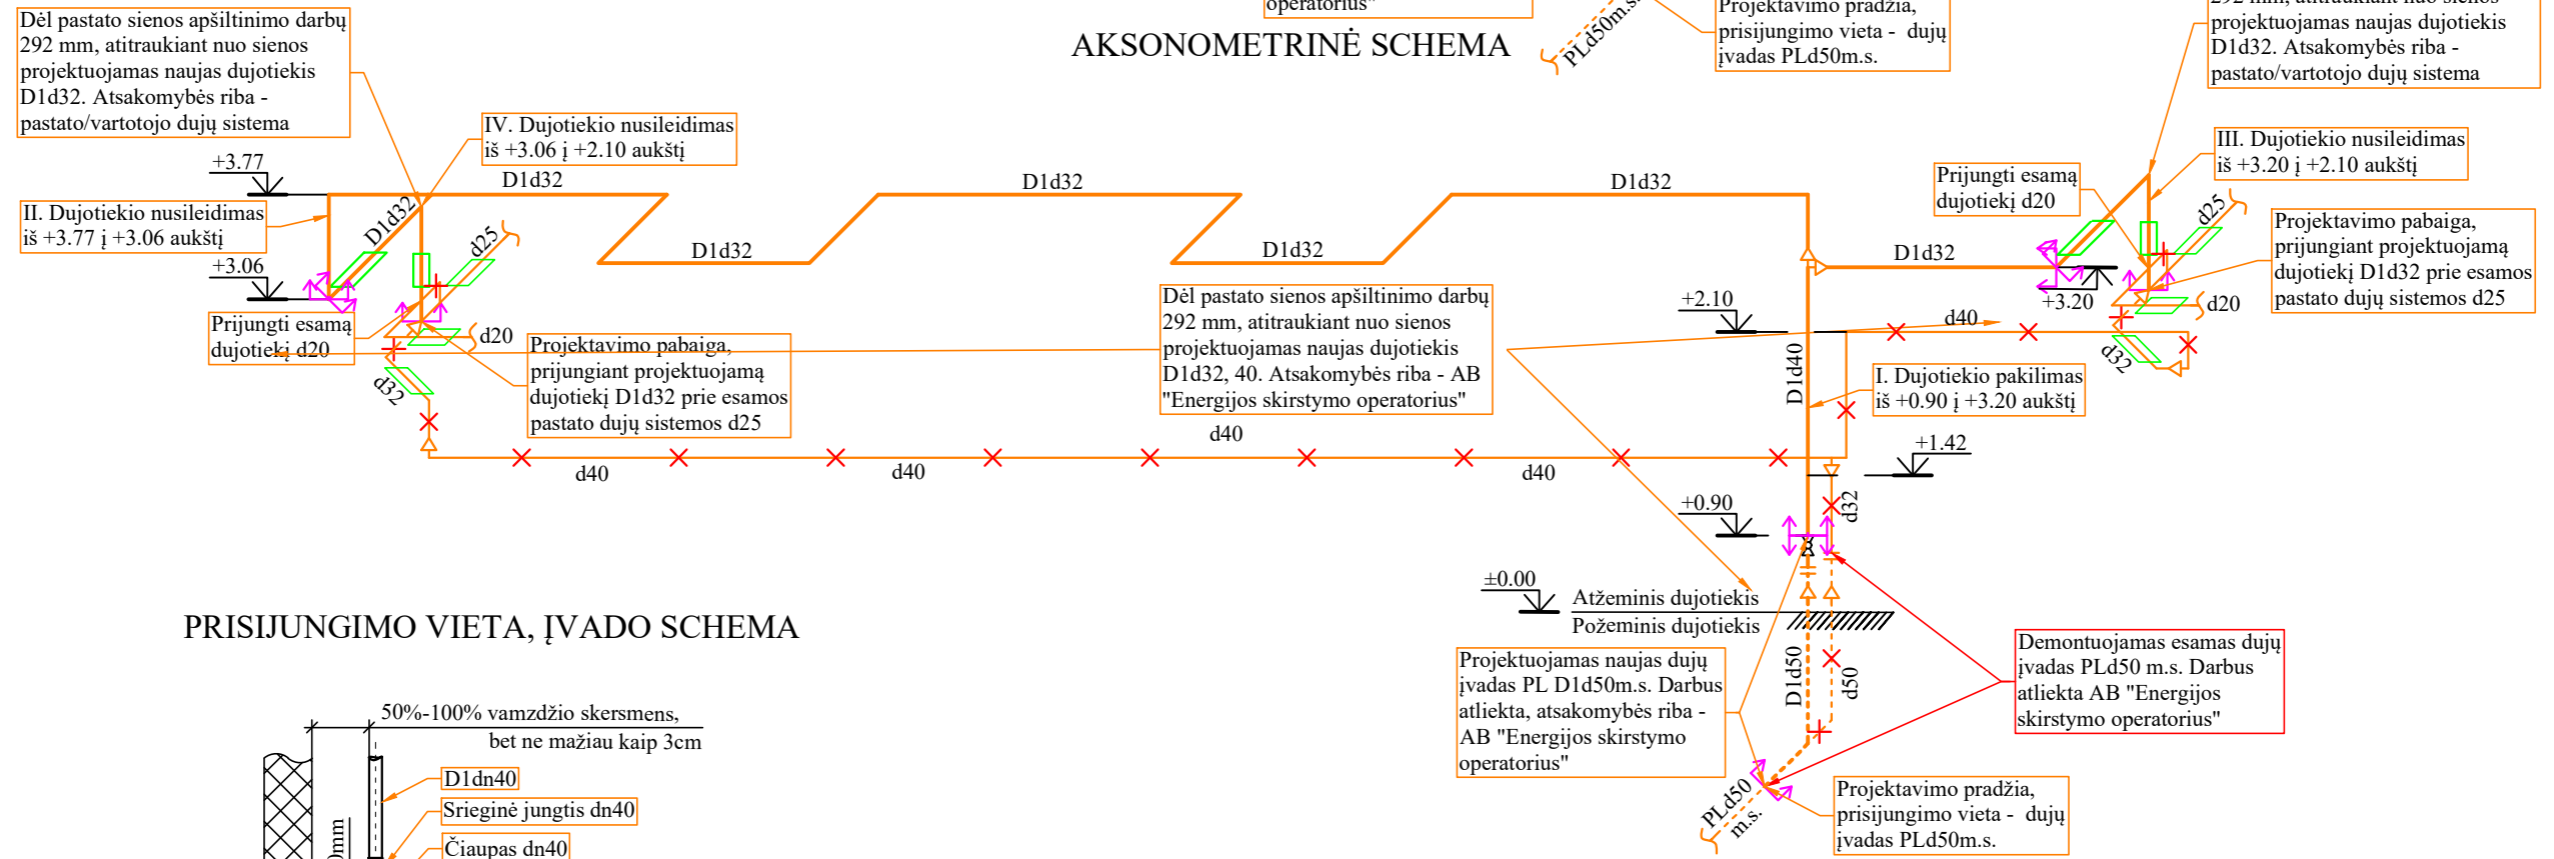 operatorius"
AKSONOMETRINĖ SCHEMA
PLd50m.s.
Projektavimo pradžia,
prisijungimo vieta - dujų
įvadas PLd50m.s.
Dėl pastato sienos apšiltinimo darbų
292 mm, atitraukiant nuo sienos
projektuojamas naujas dujotiekis
D1d32. Atsakomybės riba -
pastato/vartotojo dujų sistema
292 mm, atitraukiant nuo sienos
projektuojamas naujas dujotiekis
D1d32. Atsakomybės riba -
pastato/vartotojo dujų sistema
IV. Dujotiekio nusileidimas
iš +3.06 į +2.10 aukštį
+3.77
II. Dujotiekio nusileidimas
iš +3.77 į +3.06 aukštį
+3.06
D1d32
D1d32
D1d32
D1d32
D1d32
D1d32
D1d32
d25
Prijungti esamą
dujotiekį d20
d20
d32
Projektavimo pabaiga,
prijungiant projektuojamą
dujotiekį D1d32 prie esamos
pastato dujų sistemos d25
Dėl pastato sienos apšiltinimo darbų
292 mm, atitraukiant nuo sienos
projektuojamas naujas dujotiekis
D1d32, 40. Atsakomybės riba - AB
"Energijos skirstymo operatorius"
III. Dujotiekio nusileidimas
iš +3.20 į +2.10 aukštį
Prijungti esamą
dujotiekį d20
d25
Projektavimo pabaiga,
prijungiant projektuojamą
dujotiekį D1d32 prie esamos
pastato dujų sistemos d25
+3.20
d20
d32
d40
+2.10
D1d40
I. Dujotiekio pakilimas
iš +0.90 į +3.20 aukštį
d40
d40
d40
d40
+1.42
d32
+0.90
±0.00
Atžeminis dujotiekis
Požeminis dujotiekis
D1d50
d50
Projektuojamas naujas dujų
įvadas PL D1d50m.s. Darbus
atliekta, atsakomybės riba -
AB "Energijos skirstymo
operatorius"
Demontuojamas esamas dujų
įvadas PLd50 m.s. Darbus
atliekta AB "Energijos
skirstymo operatorius"
PLd50
m.s.
Projektavimo pradžia,
prisijungimo vieta - dujų
įvadas PLd50m.s.
PRISIJUNGIMO VIETA, ĮVADO SCHEMA
50%-100% vamzdžio skersmens,
bet ne mažiau kaip 3cm
D1dn40
Srieginė jungtis dn40
Čiaupas dn40